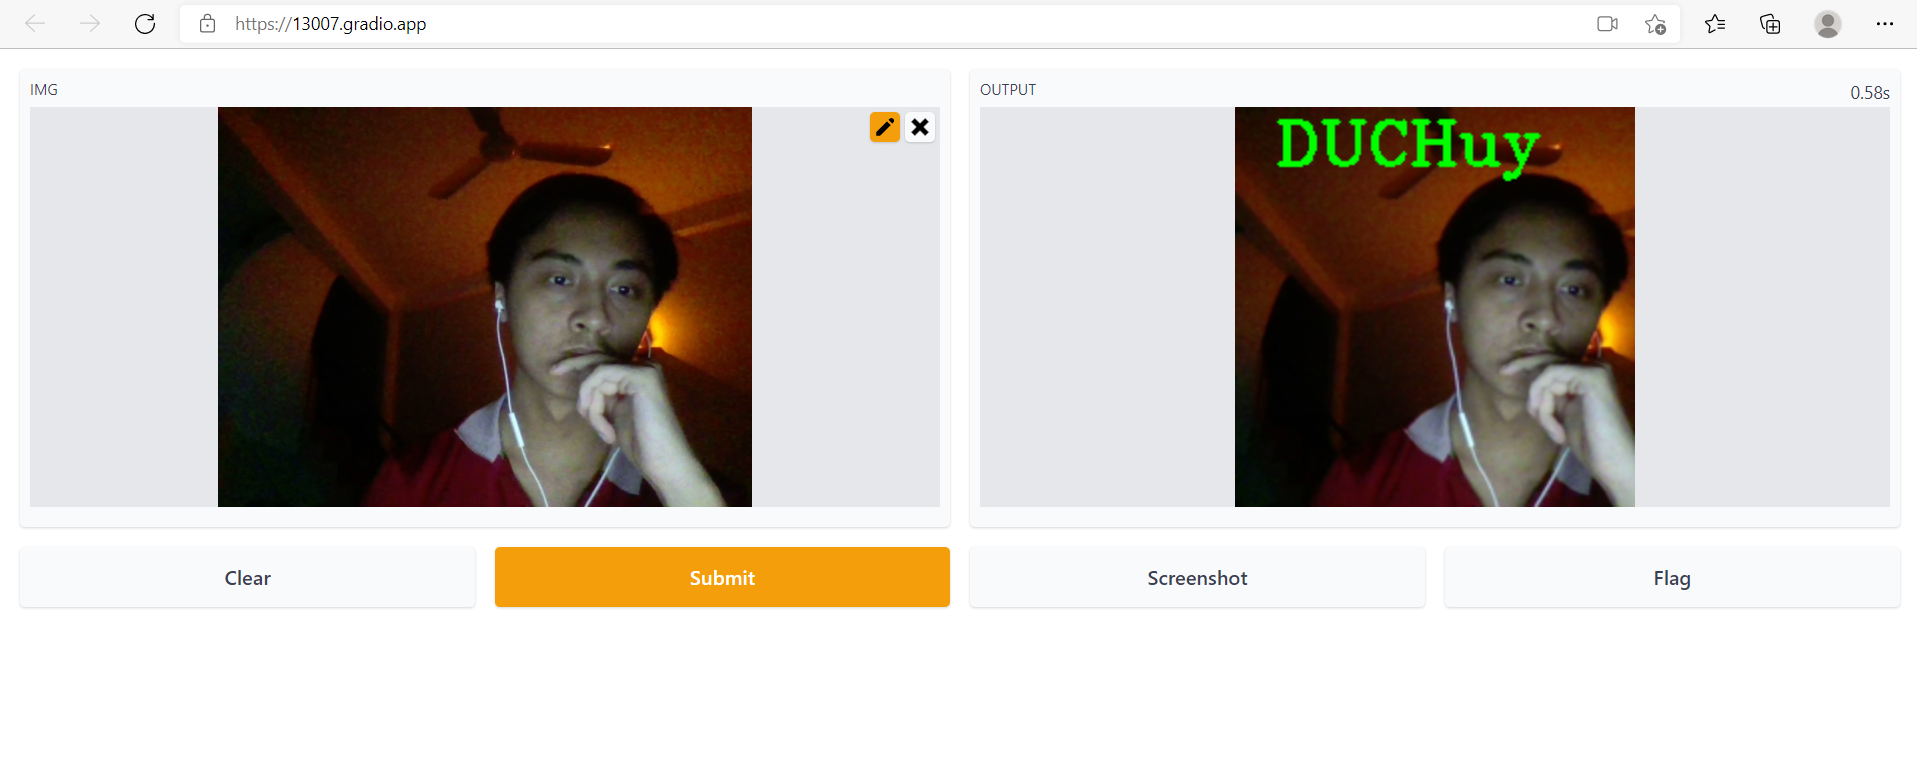 https://13007.gradio.app
IMG
OUTPUT
0.58s
DUCHuy
Clear
Submit
Screenshot
Flag